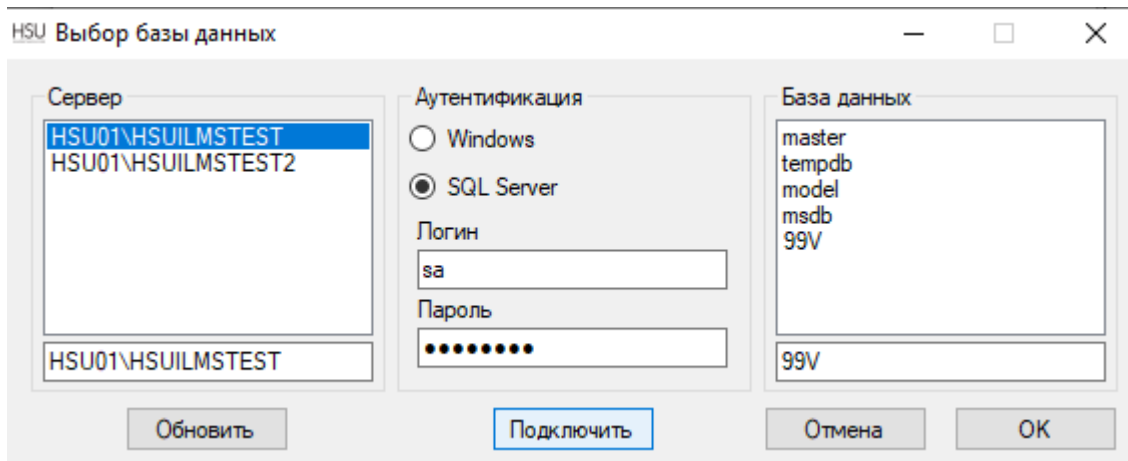 HSU Выбор базы данных
Сервер
HSU01\HSUILMSTEST
HSU01\HSUILMSTEST2
HSU01\HSUILMSTEST
Обновить
Аутентификация
Windows
SQL Server
Логин
sa
Пароль
●●●●●●●●
Подключить
База данных
master
tempdb
model
msdb
99V
99V
Отмена
OK